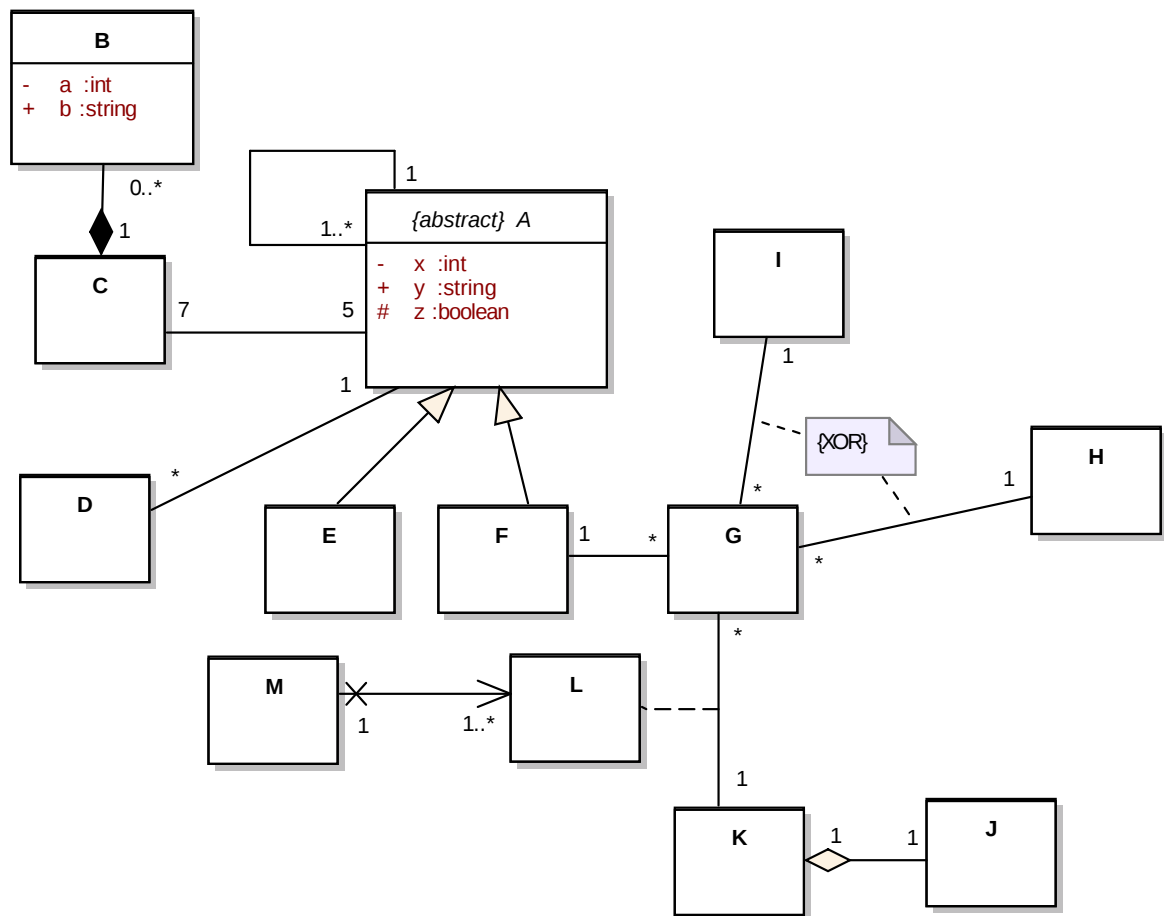 B
- a :int
+ b :string
0..*
1
C
7
5
1
1..*
{abstract} A
- x :int
+ y :string
# z :boolean
1
*
D
E
F
1
*
G
I
1
*
{XOR}
H
1
*
*
1
M
1
1..*
L
K
1
1
J